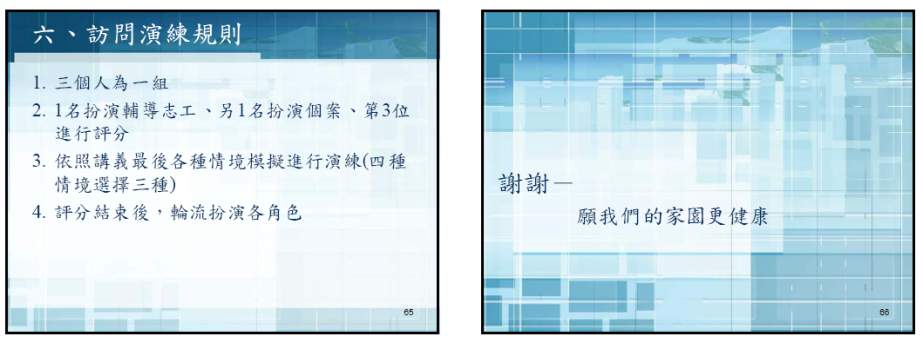 六、訪問演練規則
1. 三個人為一組
2. 1名扮演輔導志工、另1名扮演個案、第3位
進行評分
3. 依照講義最後各種情境模擬進行演練(四種
情境選擇三種)
4. 評分結束後，輪流扮演各角色
65
謝謝－
願我們的家園更健康
66